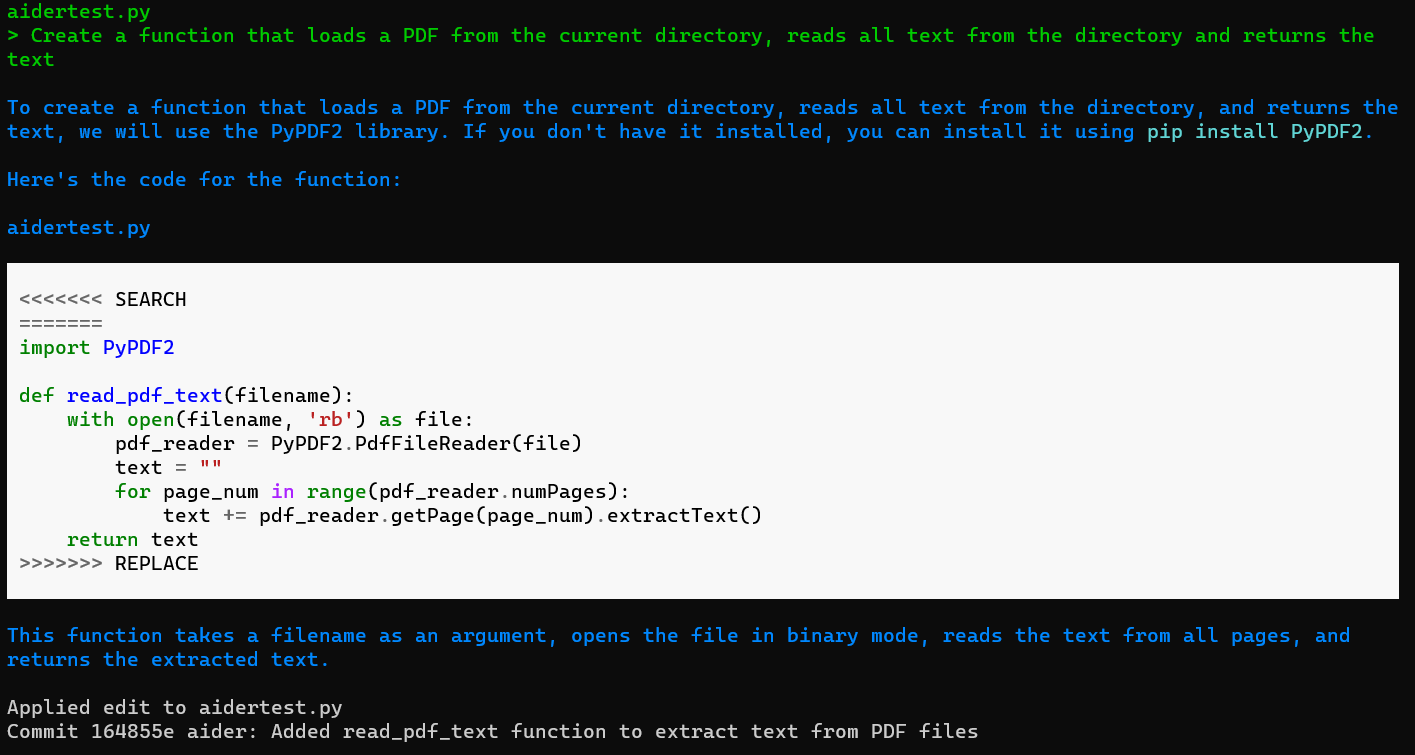 aidertest.py
> Create a function that loads a PDF from the current directory, reads all text from the directory and returns the
text
To create a function that loads a PDF from the current directory, reads all text from the directory, and returns the
text, we will use the PyPDF2 library. If you don't have it installed, you can install it using pip install PyPDF2.
Here's the code for the function:
aidertest.py
<<<<<<< SEARCH
=======
import PyPDF2
def read_pdf_text(filename):
    with open(filename, 'rb') as file:
        pdf_reader = PyPDF2.PdfFileReader(file)
        text = ""
        for page_num in range(pdf_reader.numPages):
            text += pdf_reader.getPage(page_num).extractText()
    return text
>>>>>>> REPLACE
This function takes a filename as an argument, opens the file in binary mode, reads the text from all pages, and
returns the extracted text.
Applied edit to aidertest.py
Commit 164855e aider: Added read_pdf_text function to extract text from PDF files